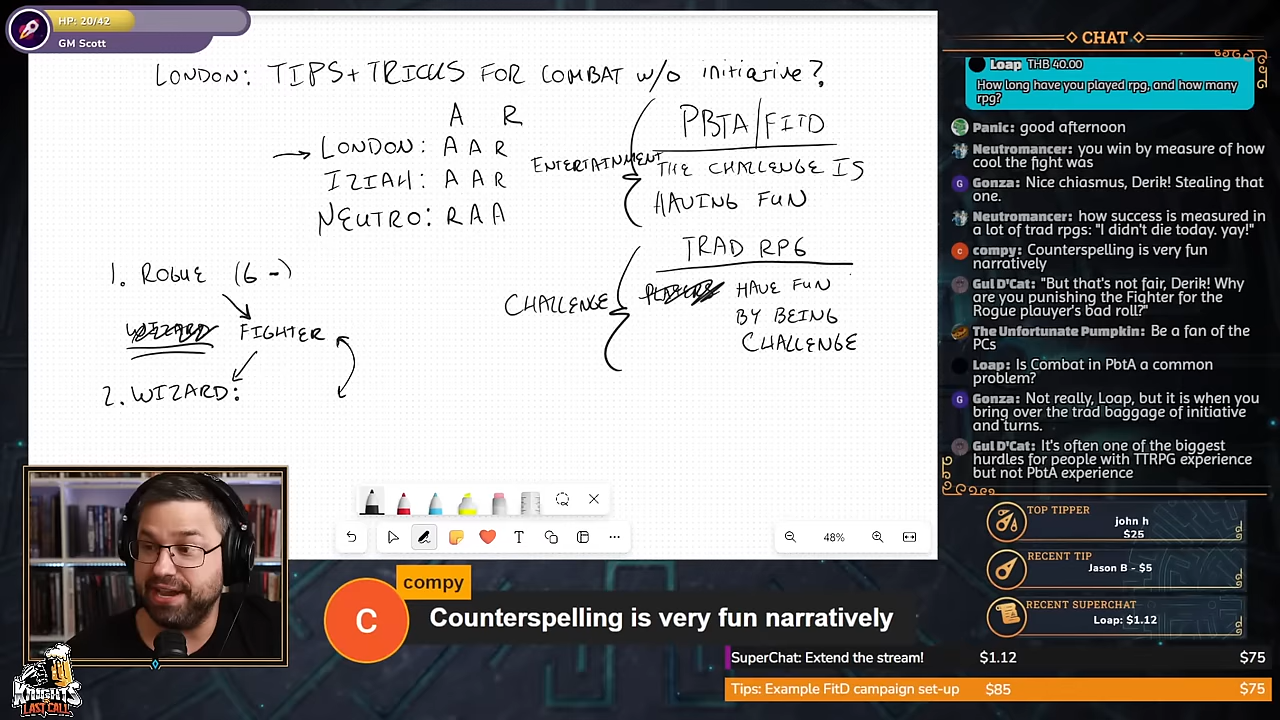 HP: 20/42
GM Scott
LONDON: TIPS+TRICKS FOR COMBAT w/o initiative?
A R
→ LONDON: A A R
IZIAH: A A R
NEUTRO: R A A
1. ROGUE (6 -)
WIZARD FIGHTER
2. WIZARD:
PBTA/FITD
ENTERTAINMENT
THE CHALLENGE IS
HAVING FUN
TRAD RPG
CHALLENGE
PLAYERS HAVE FUN
BY BEING
CHALLENGE
48%
CHAT
Loap THB 40.00
How long have you played rpg, and how many
rpg?
Panic: good afternoon
Neutromancer: you win by measure of how
cool the fight was
Gonza: Nice chiasmus, Derik! Stealing that
one.
Neutromancer: how success is measured in
a lot of trad rpgs: "I didn't die today. yay!"
compy: Counterspelling is very fun
narratively
Gul D'Cat: "But that's not fair, Derik! Why
are you punishing the Fighter for the
Rogue plauyer's bad roll?"
The Unfortunate Pumpkin: Be a fan of the
PCs
Loap: Is Combat in PbtA a common
problem?
Gonza: Not really, Loap, but it is when you
bring over the trad baggage of initiative
and turns.
Gul D'Cat: It's often one of the biggest
hurdles for people with TTRPG experience
but not PbtA experience
TOP TIPPER
john h
$25
RECENT TIP
Jason B - $5
RECENT SUPERCHAT
Loap: $1.12
compy
C
Counterspelling is very fun narratively
SuperChat: Extend the stream! $1.12 $75
Tips: Example FitD campaign set-up $85 $75
KNIGHTS
LAST CALL